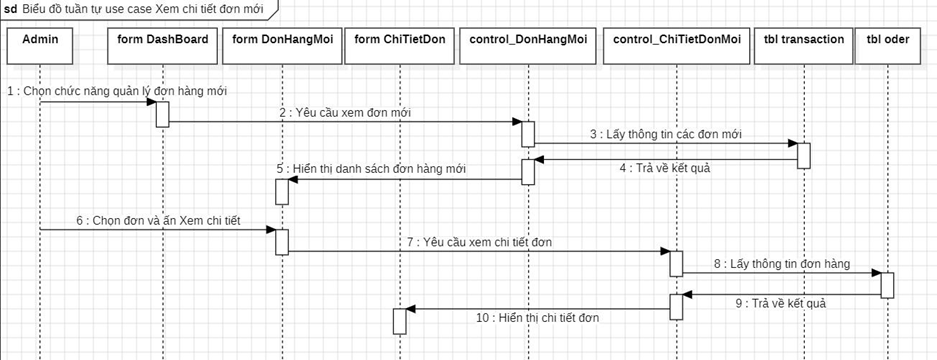 sd Biểu đồ tuần tự use case Xem chi tiết đơn mới
Admin
form DashBoard
form DonHangMoi
form ChiTietDon
control_DonHangMoi
control_ChiTietDonMoi
tbl transaction
tbl oder
1 : Chọn chức năng quản lý đơn hàng mới
2 : Yêu cầu xem đơn mới
3 : Lấy thông tin các đơn mới
4 : Trả về kết quả
5 : Hiển thị danh sách đơn hàng mới
6 : Chọn đơn và ấn Xem chi tiết
7 : Yêu cầu xem chi tiết đơn
8 : Lấy thông tin đơn hàng
9 : Trả về kết quả
10 : Hiển thị chi tiết đơn